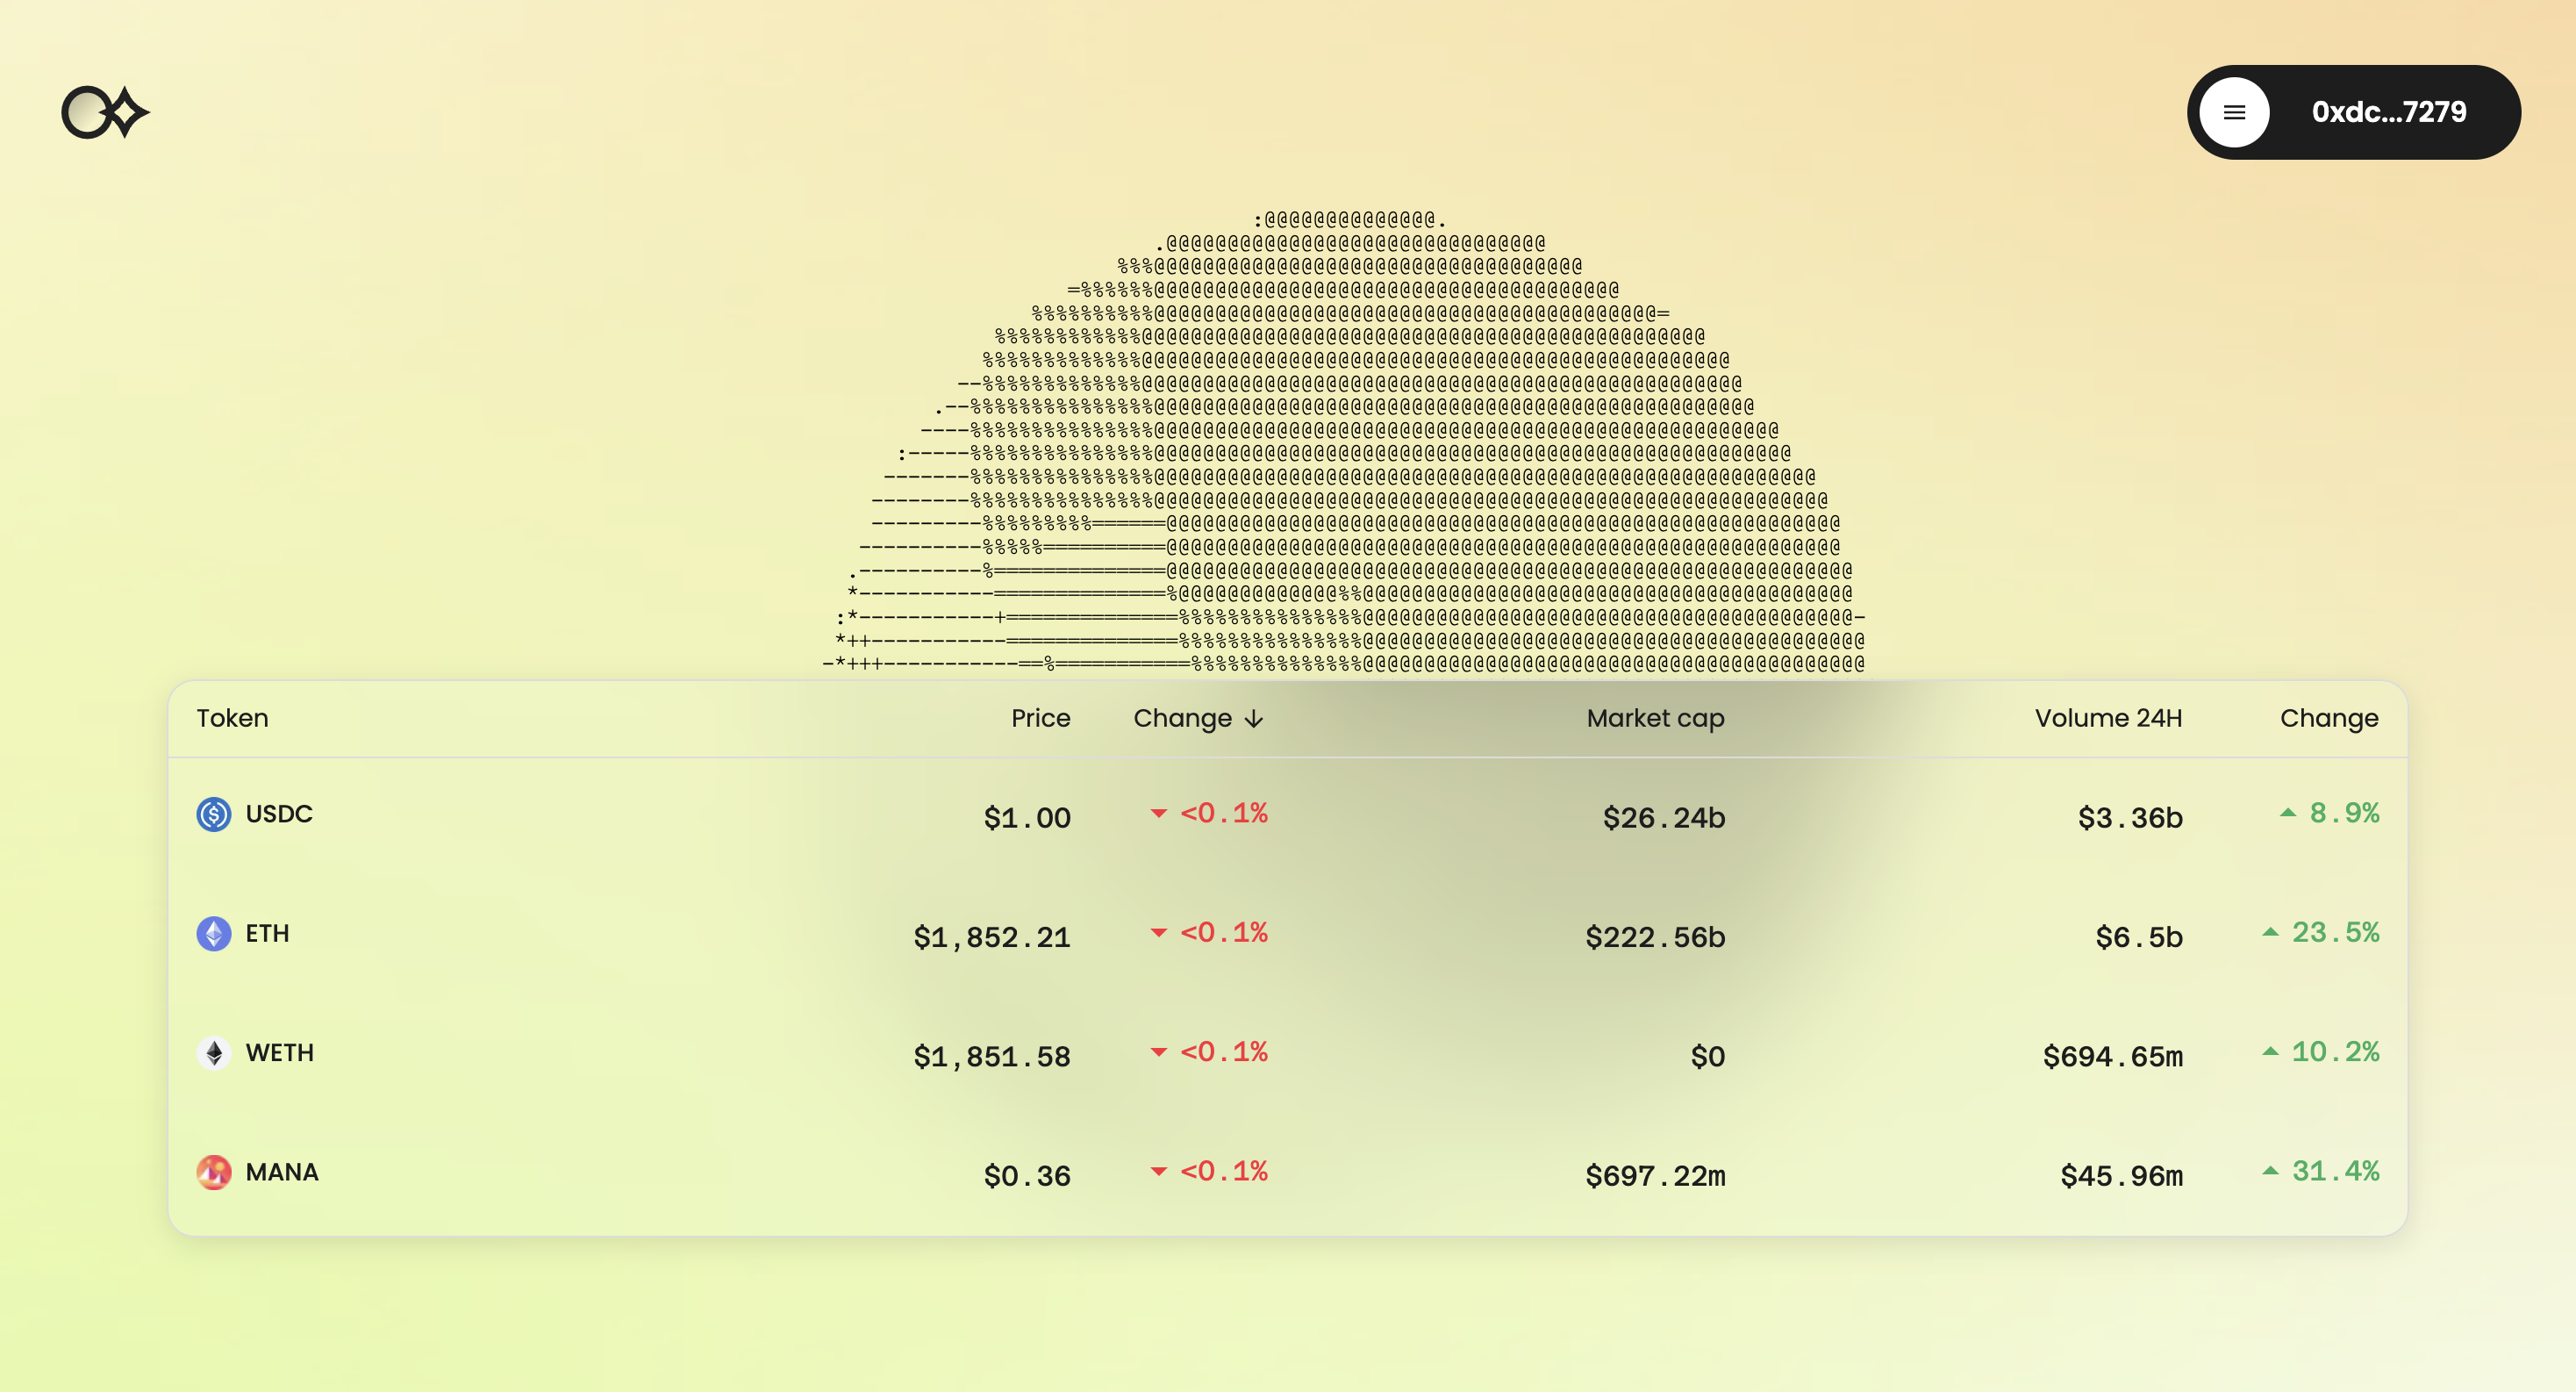 0xdc...7279
Token Price Change ↓ Market cap Volume 24H Change
USDC $1.00 ▼ <0.1% $26.24b $3.36b ▲ 8.9%
ETH $1,852.21 ▼ <0.1% $222.56b $6.5b ▲ 23.5%
WETH $1,851.58 ▼ <0.1% $0 $694.65m ▲ 10.2%
MANA $0.36 ▼ <0.1% $697.22m $45.96m ▲ 31.4%